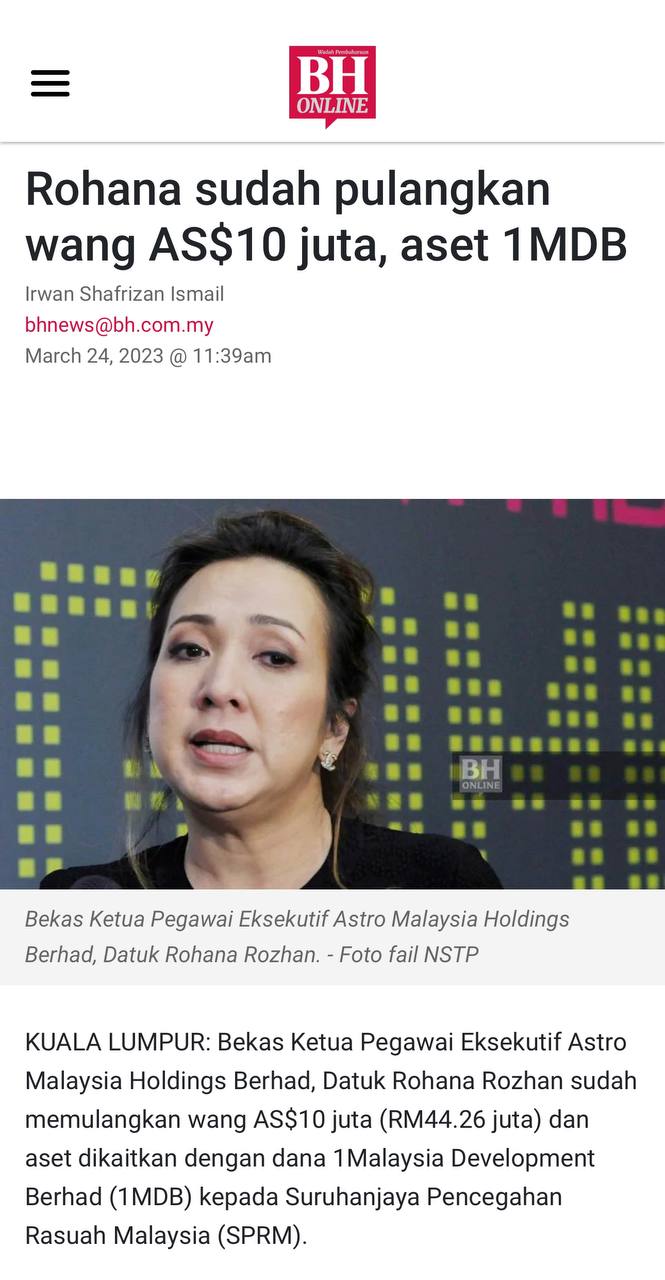 Wadah Pembaharuan
BH
ONLINE
Rohana sudah pulangkan
wang AS$10 juta, aset 1MDB
Irwan Shafrizan Ismail
bhnews@bh.com.my
March 24, 2023 @ 11:39am
BH
ONLINE
Bekas Ketua Pegawai Eksekutif Astro Malaysia Holdings
Berhad, Datuk Rohana Rozhan. - Foto fail NSTP
KUALA LUMPUR: Bekas Ketua Pegawai Eksekutif Astro
Malaysia Holdings Berhad, Datuk Rohana Rozhan sudah
memulangkan wang AS$10 juta (RM44.26 juta) dan
aset dikaitkan dengan dana 1Malaysia Development
Berhad (1MDB) kepada Suruhanjaya Pencegahan
Rasuah Malaysia (SPRM).